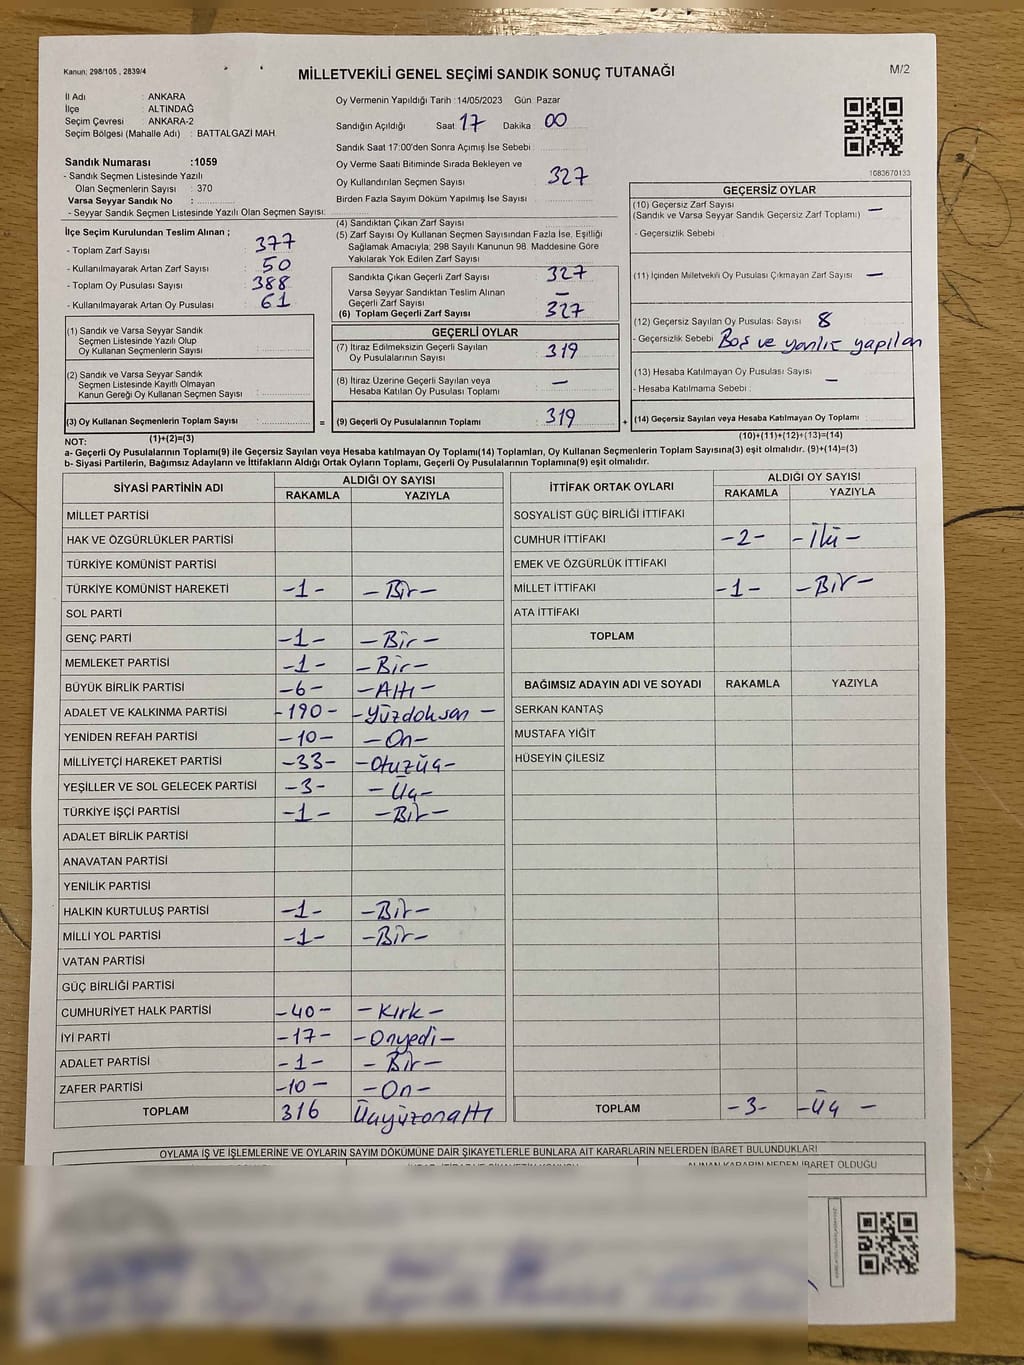 Kanun; 298/105 , 2839/4
MİLLETVEKİLİ GENEL SEÇİMİ SANDIK SONUÇ TUTANAĞI
M/2
İl Adı : ANKARA
İlçe : ALTINDAĞ
Seçim Çevresi : ANKARA-2
Seçim Bölgesi (Mahalle Adı) : BATTALGAZİ MAH.
Sandık Numarası :1059
- Sandık Seçmen Listesinde Yazılı
Olan Seçmenlerin Sayısı : 370
Varsa Seyyar Sandık No :
- Seyyar Sandık Seçmen Listesinde Yazılı Olan Seçmen Sayısı:
Oy Vermenin Yapıldığı Tarih :14/05/2023 Gün: Pazar
Sandığın Açıldığı Saat 17 Dakika 00
Sandık Saat 17:00'den Sonra Açımış İse Sebebi :
Oy Verme Saati Bitiminde Sırada Bekleyen ve
Oy Kullandırılan Seçmen Sayısı 327
Birden Fazla Sayım Döküm Yapılmış İse Sayısı :
1083670133
İlçe Seçim Kurulundan Teslim Alınan ;
- Toplam Zarf Sayısı : 377
- Kullanılmayarak Artan Zarf Sayısı : 50
- Toplam Oy Pusulası Sayısı : 388
- Kullanılmayarak Artan Oy Pusulası : 61
(1) Sandık ve Varsa Seyyar Sandık
Seçmen Listesinde Yazılı Olup
Oy Kullanan Seçmenlerin Sayısı :
(2) Sandık ve Varsa Seyyar Sandık
Seçmen Listesinde Kayıtlı Olmayan
Kanun Gereği Oy Kullanan Seçmen Sayısı :
(3) Oy Kullanan Seçmenlerin Toplam Sayısı : =
(1)+(2)=(3)
(4) Sandıktan Çıkan Zarf Sayısı :
(5) Zarf Sayısı Oy Kullanan Seçmen Sayısından Fazla İse, Eşitliği
Sağlamak Amacıyla; 298 Sayılı Kanunun 98. Maddesine Göre
Yakılarak Yok Edilen Zarf Sayısı :
Sandıkta Çıkan Geçerli Zarf Sayısı : 327
Varsa Seyyar Sandıktan Teslim Alınan
Geçerli Zarf Sayısı : —
(6) Toplam Geçerli Zarf Sayısı : 327
GEÇERLİ OYLAR
(7) İtiraz Edilmeksizin Geçerli Sayılan
Oy Pusulalarının Sayısı : 319
(8) İtiraz Üzerine Geçerli Sayılan veya
Hesaba Katılan Oy Pusulası Toplamı : —
(9) Geçerli Oy Pusulalarının Toplamı : 319 +
GEÇERSİZ OYLAR
(10) Geçersiz Zarf Sayısı : —
(Sandık ve Varsa Seyyar Sandık Geçersiz Zarf Toplamı)
- Geçersizlik Sebebi :
(11) İçinden Milletvekili Oy Pusulası Çıkmayan Zarf Sayısı : —
(12) Geçersiz Sayılan Oy Pusulası Sayısı : 8
- Geçersizlik Sebebi : Boş ve yanlış yapılan
(13) Hesaba Katılmayan Oy Pusulası Sayısı : —
- Hesaba Katılmama Sebebi :
(14) Geçersiz Sayılan veya Hesaba Katılmayan Oy Toplamı :
(10)+(11)+(12)+(13)=(14)
NOT:
a- Geçerli Oy Pusulalarının Toplamı(9) ile Geçersiz Sayılan veya Hesaba katılmayan Oy Toplamı(14) Toplamları, Oy Kullanan Seçmenlerin Toplam Sayısına(3) eşit olmalıdır. (9)+(14)=(3)
b- Siyasi Partilerin, Bağımsız Adayların ve İttifakların Aldığı Ortak Oyların Toplamı, Geçerli Oy Pusulalarının Toplamına(9) eşit olmalıdır.
SİYASİ PARTİNİN ADI ALDIĞI OY SAYISI
RAKAMLA YAZIYLA
MİLLET PARTİSİ
HAK VE ÖZGÜRLÜKLER PARTİSİ
TÜRKİYE KOMÜNİST PARTİSİ
TÜRKİYE KOMÜNİST HAREKETİ -1- -Bir-
SOL PARTİ
GENÇ PARTİ -1- -Bir-
MEMLEKET PARTİSİ -1- -Bir-
BÜYÜK BİRLİK PARTİSİ -6- -Altı-
ADALET VE KALKINMA PARTİSİ -190- -yüzdoksan-
YENİDEN REFAH PARTİSİ -10- -On-
MİLLİYETÇİ HAREKET PARTİSİ -33- -Otuzüç-
YEŞİLLER VE SOL GELECEK PARTİSİ -3- -Üç-
TÜRKİYE İŞÇİ PARTİSİ -1- -Bir-
ADALET BİRLİK PARTİSİ
ANAVATAN PARTİSİ
YENİLİK PARTİSİ
HALKIN KURTULUŞ PARTİSİ -1- -Bir-
MİLLİ YOL PARTİSİ -1- -Bir-
VATAN PARTİSİ
GÜÇ BİRLİĞİ PARTİSİ
CUMHURİYET HALK PARTİSİ -40- -Kırk-
İYİ PARTİ -17- -Onyedi-
ADALET PARTİSİ -1- -Bir-
ZAFER PARTİSİ -10- -On-
TOPLAM 316 Üçyüzonaltı
İTTİFAK ORTAK OYLARI ALDIĞI OY SAYISI
RAKAMLA YAZIYLA
SOSYALİST GÜÇ BİRLİĞİ İTTİFAKI
CUMHUR İTTİFAKI -2- -İki-
EMEK VE ÖZGÜRLÜK İTTİFAKI
MİLLET İTTİFAKI -1- -Bir-
ATA İTTİFAKI
TOPLAM
BAĞIMSIZ ADAYIN ADI VE SOYADI RAKAMLA YAZIYLA
SERKAN KANTAŞ
MUSTAFA YİĞİT
HÜSEYİN ÇİLESİZ
TOPLAM -3- -Üç-
OYLAMA İŞ VE İŞLEMLERİNE VE OYLARIN SAYIM DÖKÜMÜNE DAİR ŞİKAYETLERLE BUNLARA AİT KARARLARIN NELERDEN İBARET BULUNDUKLARI
ALINAN KARARIN NEDEN İBARET OLDUĞU